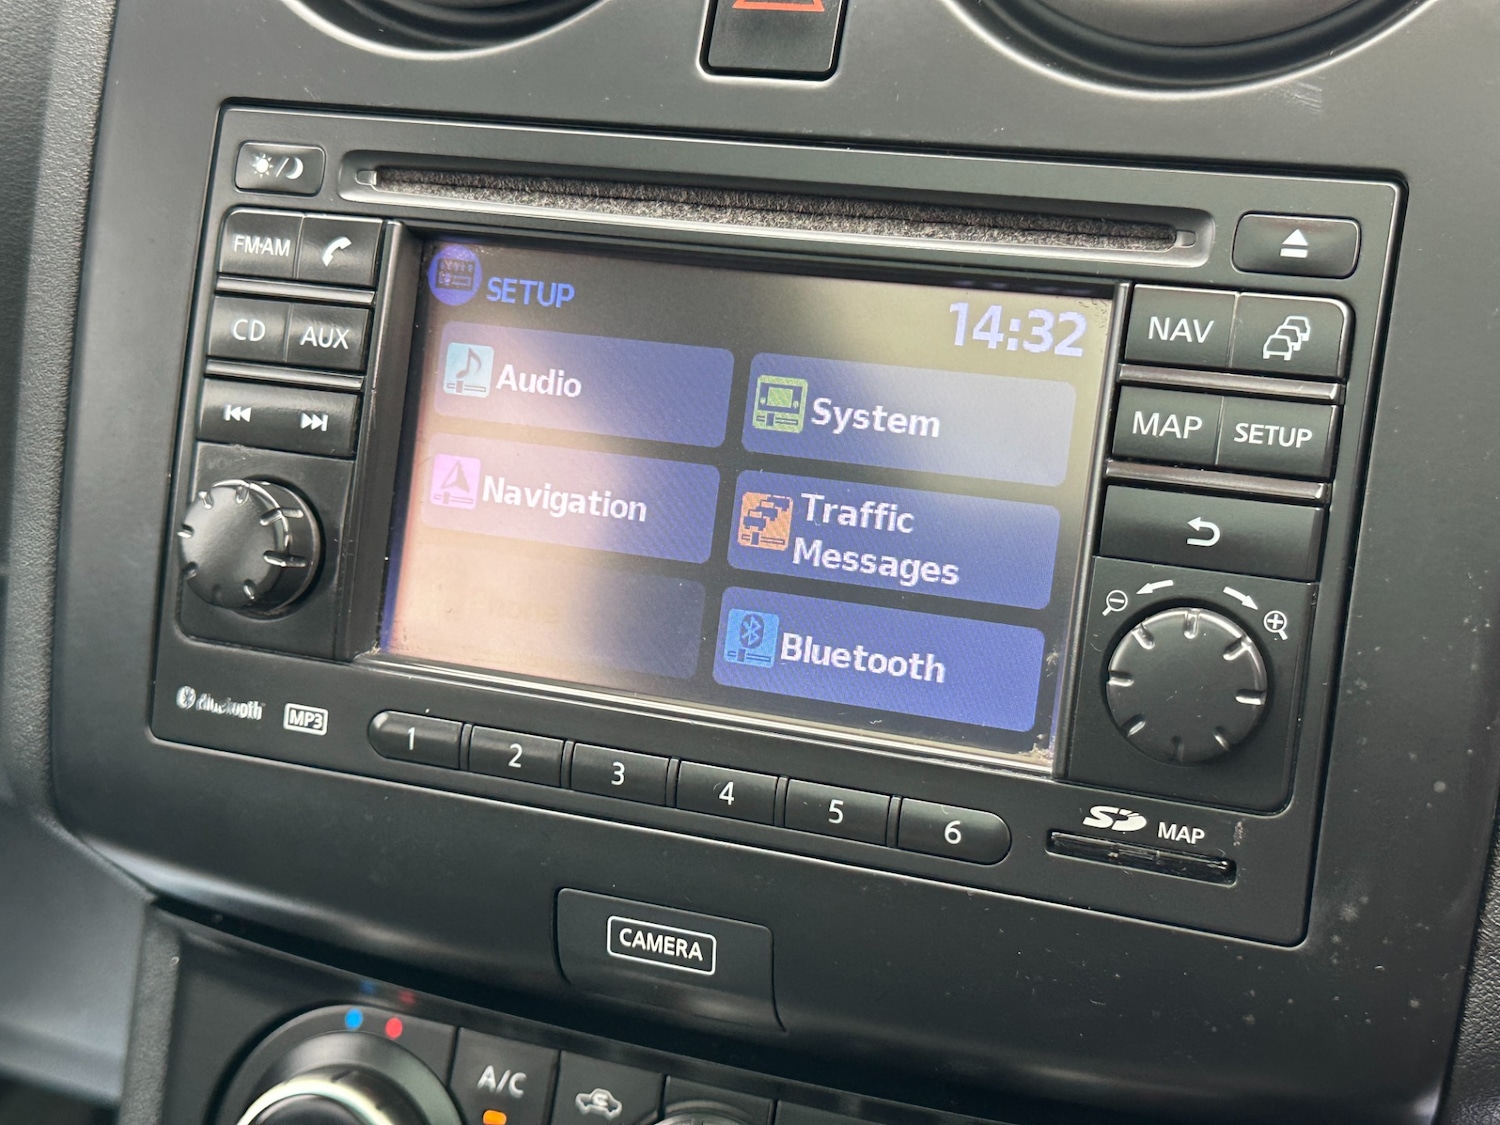 FM·AM
CD
AUX
SETUP
14:32
Audio
System
Navigation
Traffic
Messages
Bluetooth
NAV
MAP
SETUP
Bluetooth
MP3
1
2
3
4
5
6
SD
MAP
CAMERA
A/C